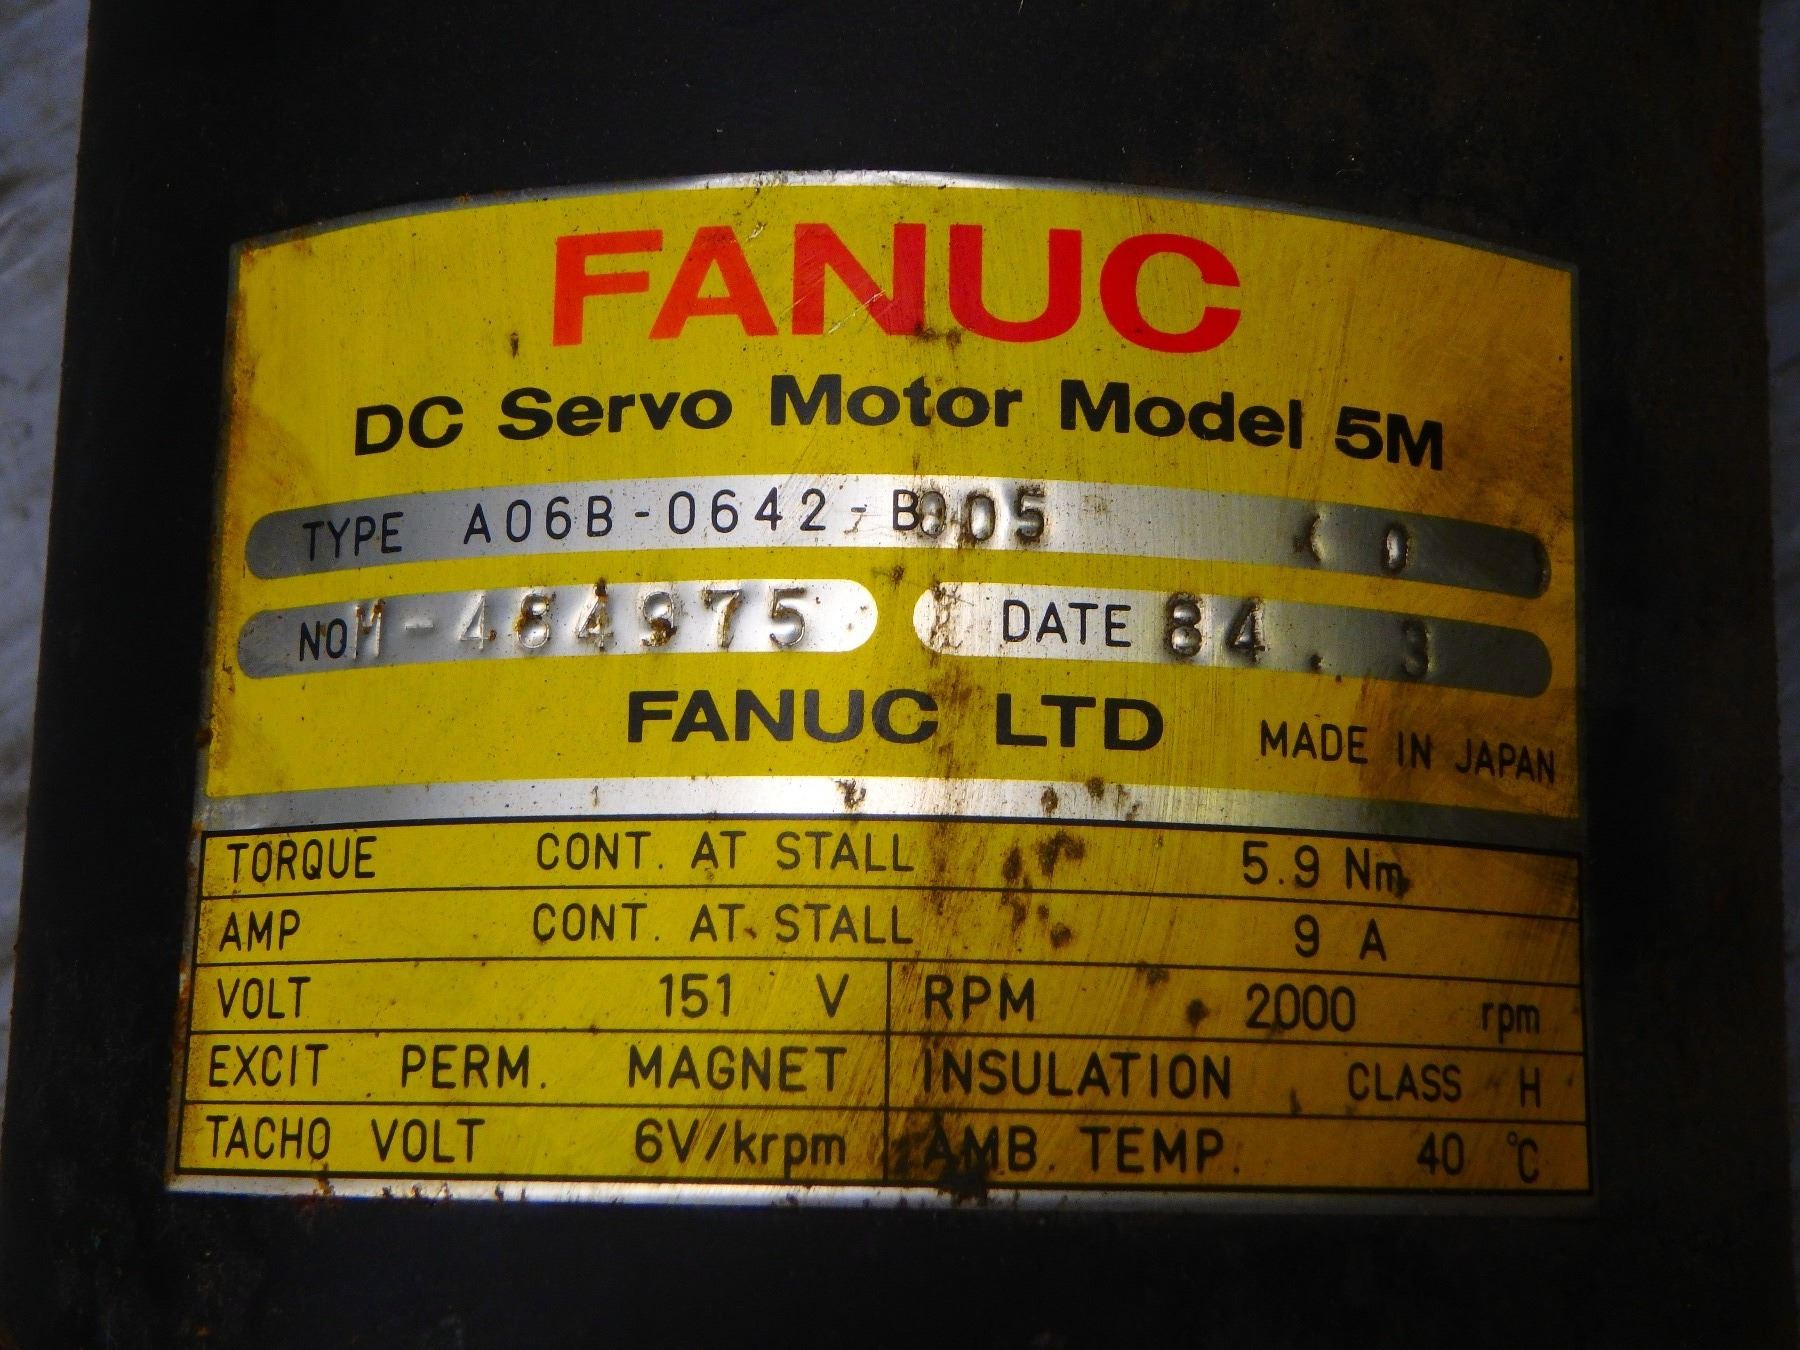 FANUC
DC Servo Motor Model 5M
TYPE A06B-0642-B005
NO M-484975 DATE 84.3
FANUC LTD MADE IN JAPAN
TORQUE CONT. AT STALL 5.9 Nm
AMP CONT. AT STALL 9 A
VOLT 151 V RPM 2000 rpm
EXCIT PERM. MAGNET INSULATION CLASS H
TACHO VOLT 6V/krpm AMB. TEMP. 40 °C